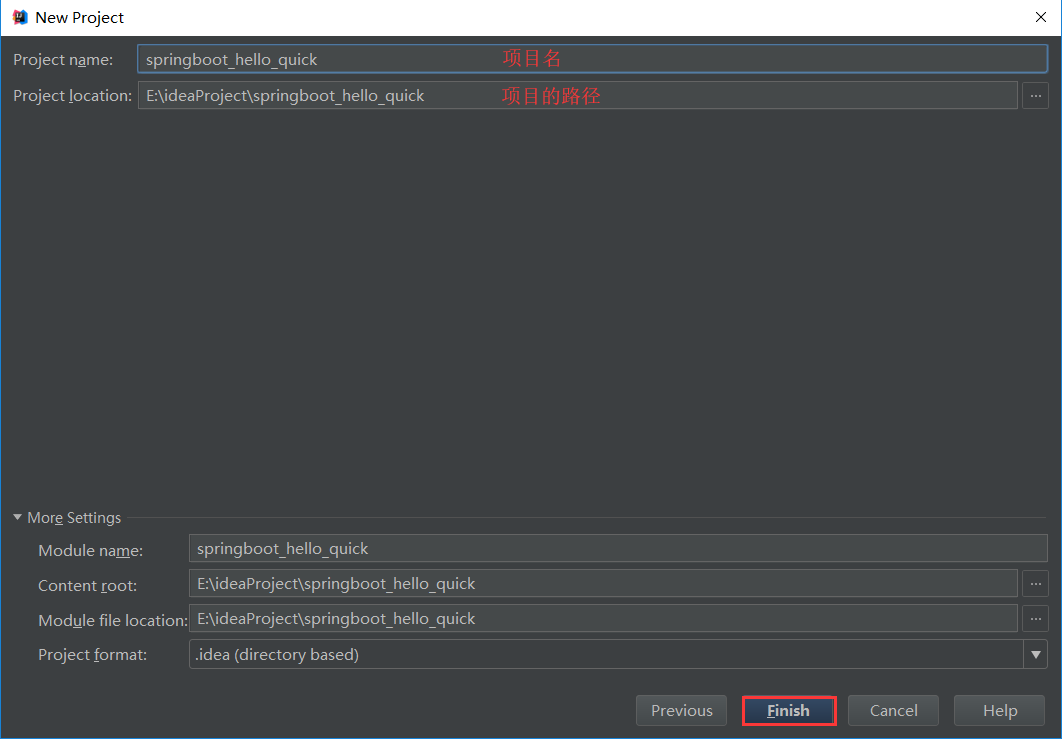 New Project
Project name: springboot_hello_quick 项目名
Project location: E:\ideaProject\springboot_hello_quick 项目的路径 ...
More Settings
Module name: springboot_hello_quick
Content root: E:\ideaProject\springboot_hello_quick ...
Module file location: E:\ideaProject\springboot_hello_quick ...
Project format: .idea (directory based)
Previous Finish Cancel Help